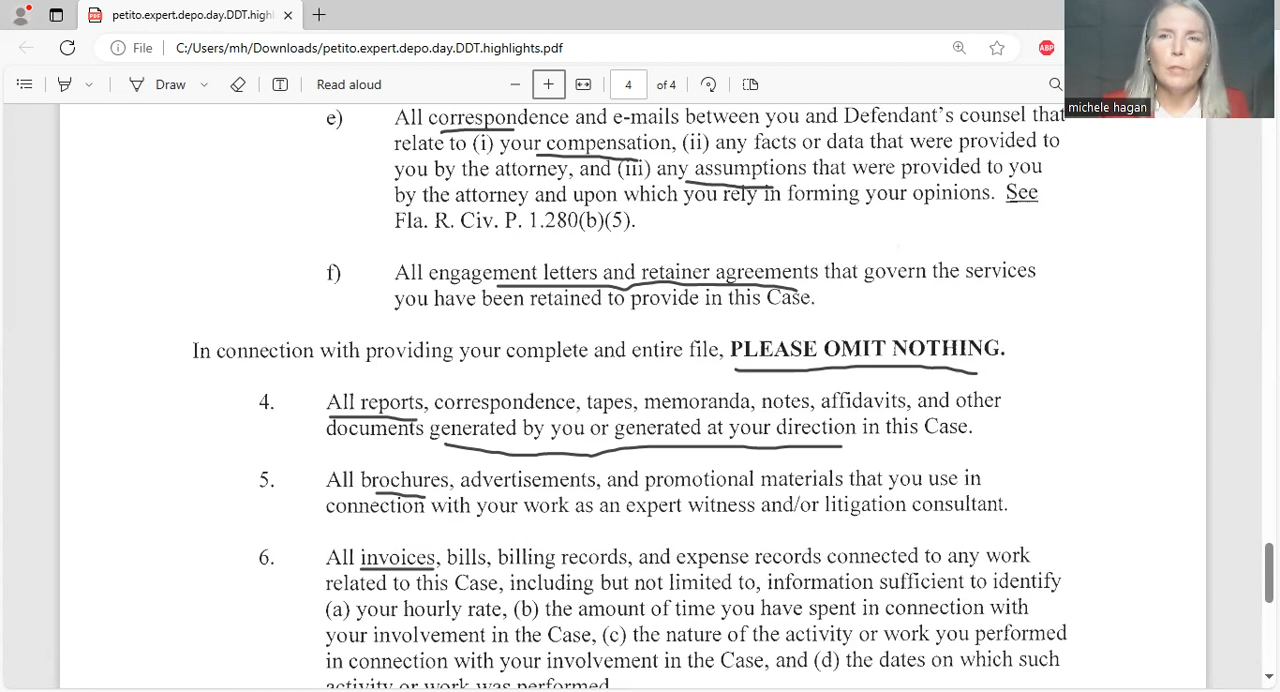 petito.expert.depo.day.DDT.highl
File
C:/Users/mh/Downloads/petito.expert.depo.day.DDT.highlights.pdf
ABP
Draw
Read aloud
4
of 4
michele hagan
e) All correspondence and e-mails between you and Defendant's counsel that
relate to (i) your compensation, (ii) any facts or data that were provided to
you by the attorney, and (iii) any assumptions that were provided to you
by the attorney and upon which you rely in forming your opinions. See
Fla. R. Civ. P. 1.280(b)(5).
f) All engagement letters and retainer agreements that govern the services
you have been retained to provide in this Case.
In connection with providing your complete and entire file, PLEASE OMIT NOTHING.
4. All reports, correspondence, tapes, memoranda, notes, affidavits, and other
documents generated by you or generated at your direction in this Case.
5. All brochures, advertisements, and promotional materials that you use in
connection with your work as an expert witness and/or litigation consultant.
6. All invoices, bills, billing records, and expense records connected to any work
related to this Case, including but not limited to, information sufficient to identify
(a) your hourly rate, (b) the amount of time you have spent in connection with
your involvement in the Case, (c) the nature of the activity or work you performed
in connection with your involvement in the Case, and (d) the dates on which such
activity or work was performed.